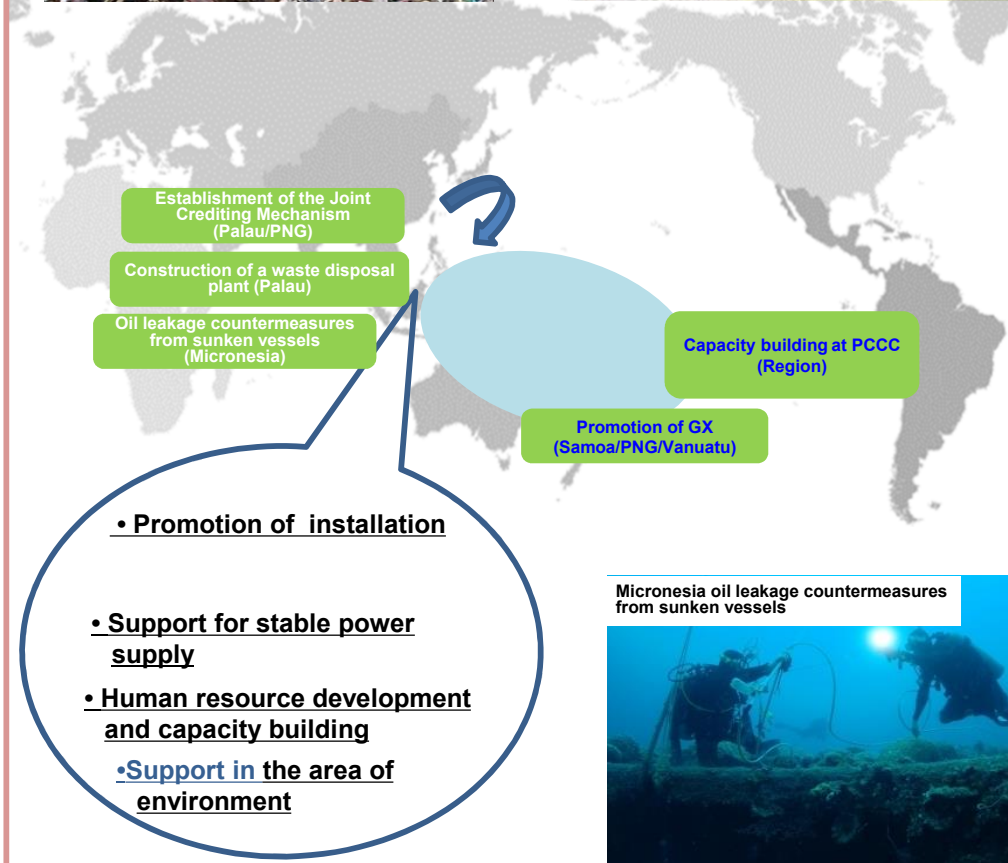 Establishment of the Joint
Crediting Mechanism
(Palau/PNG)
Construction of a waste disposal
plant (Palau)
Oil leakage countermeasures
from sunken vessels
(Micronesia)
Capacity building at PCCC
(Region)
Promotion of GX
(Samoa/PNG/Vanuatu)
• Promotion of installation
• Support for stable power
supply
• Human resource development
and capacity building
•Support in the area of
environment
Micronesia oil leakage countermeasures
from sunken vessels